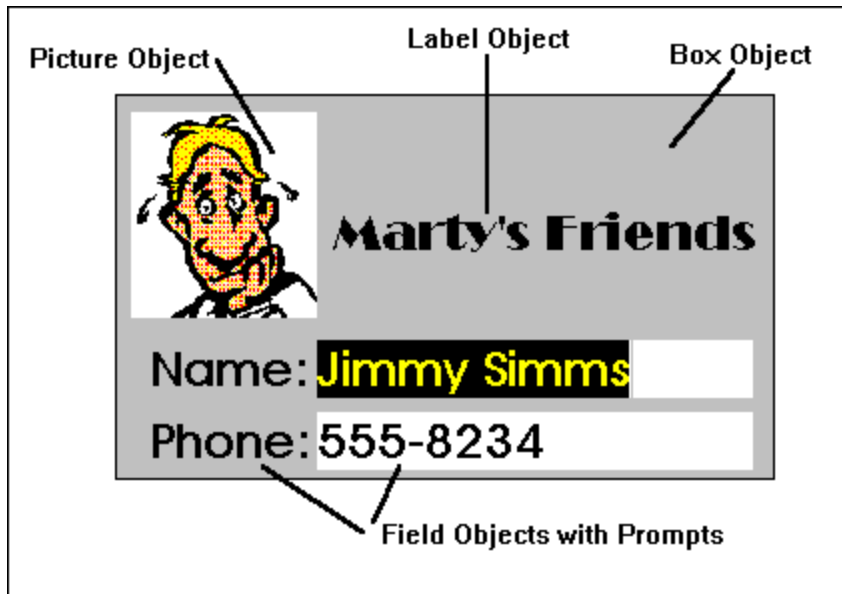 Label Object
Picture Object
Box Object
Marty's Friends
Name: Jimmy Simms
Phone: 555-8234
Field Objects with Prompts